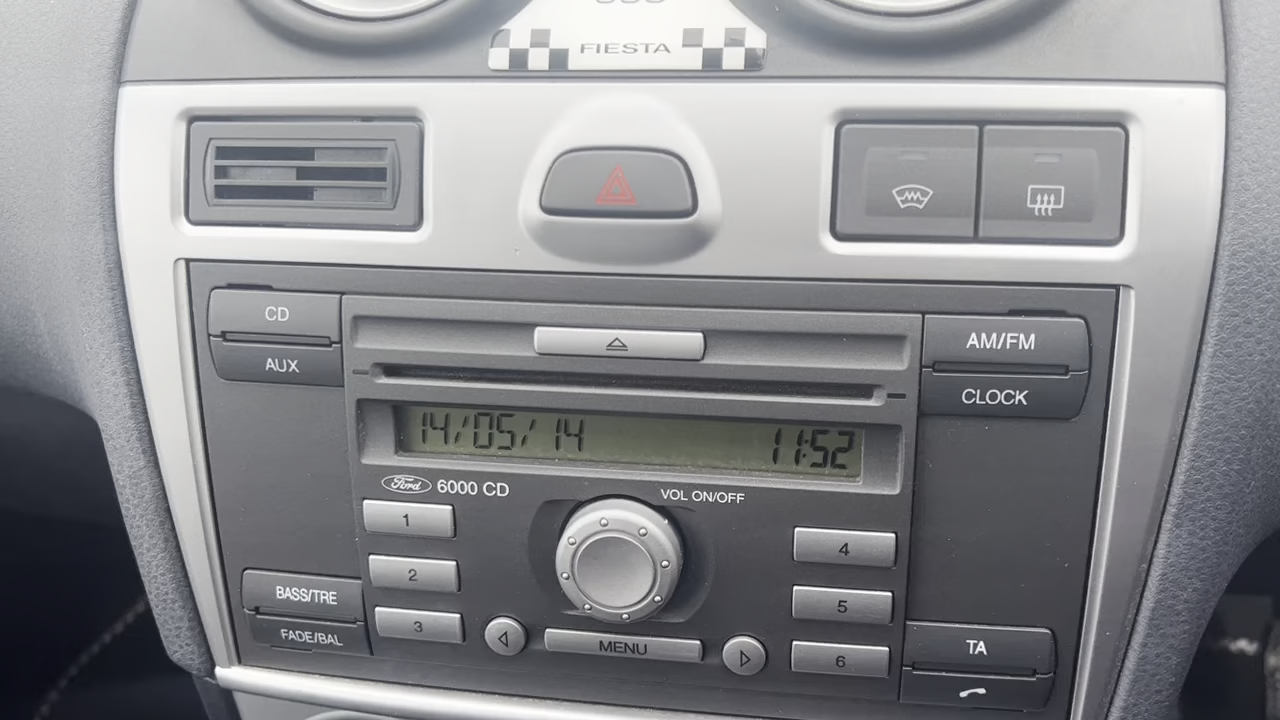 FIESTA
CD
AUX
AM/FM
CLOCK
14/05/14 11:52
Ford 6000 CD
VOL ON/OFF
1
2
3
4
5
6
BASS/TRE
FADE/BAL
MENU
TA